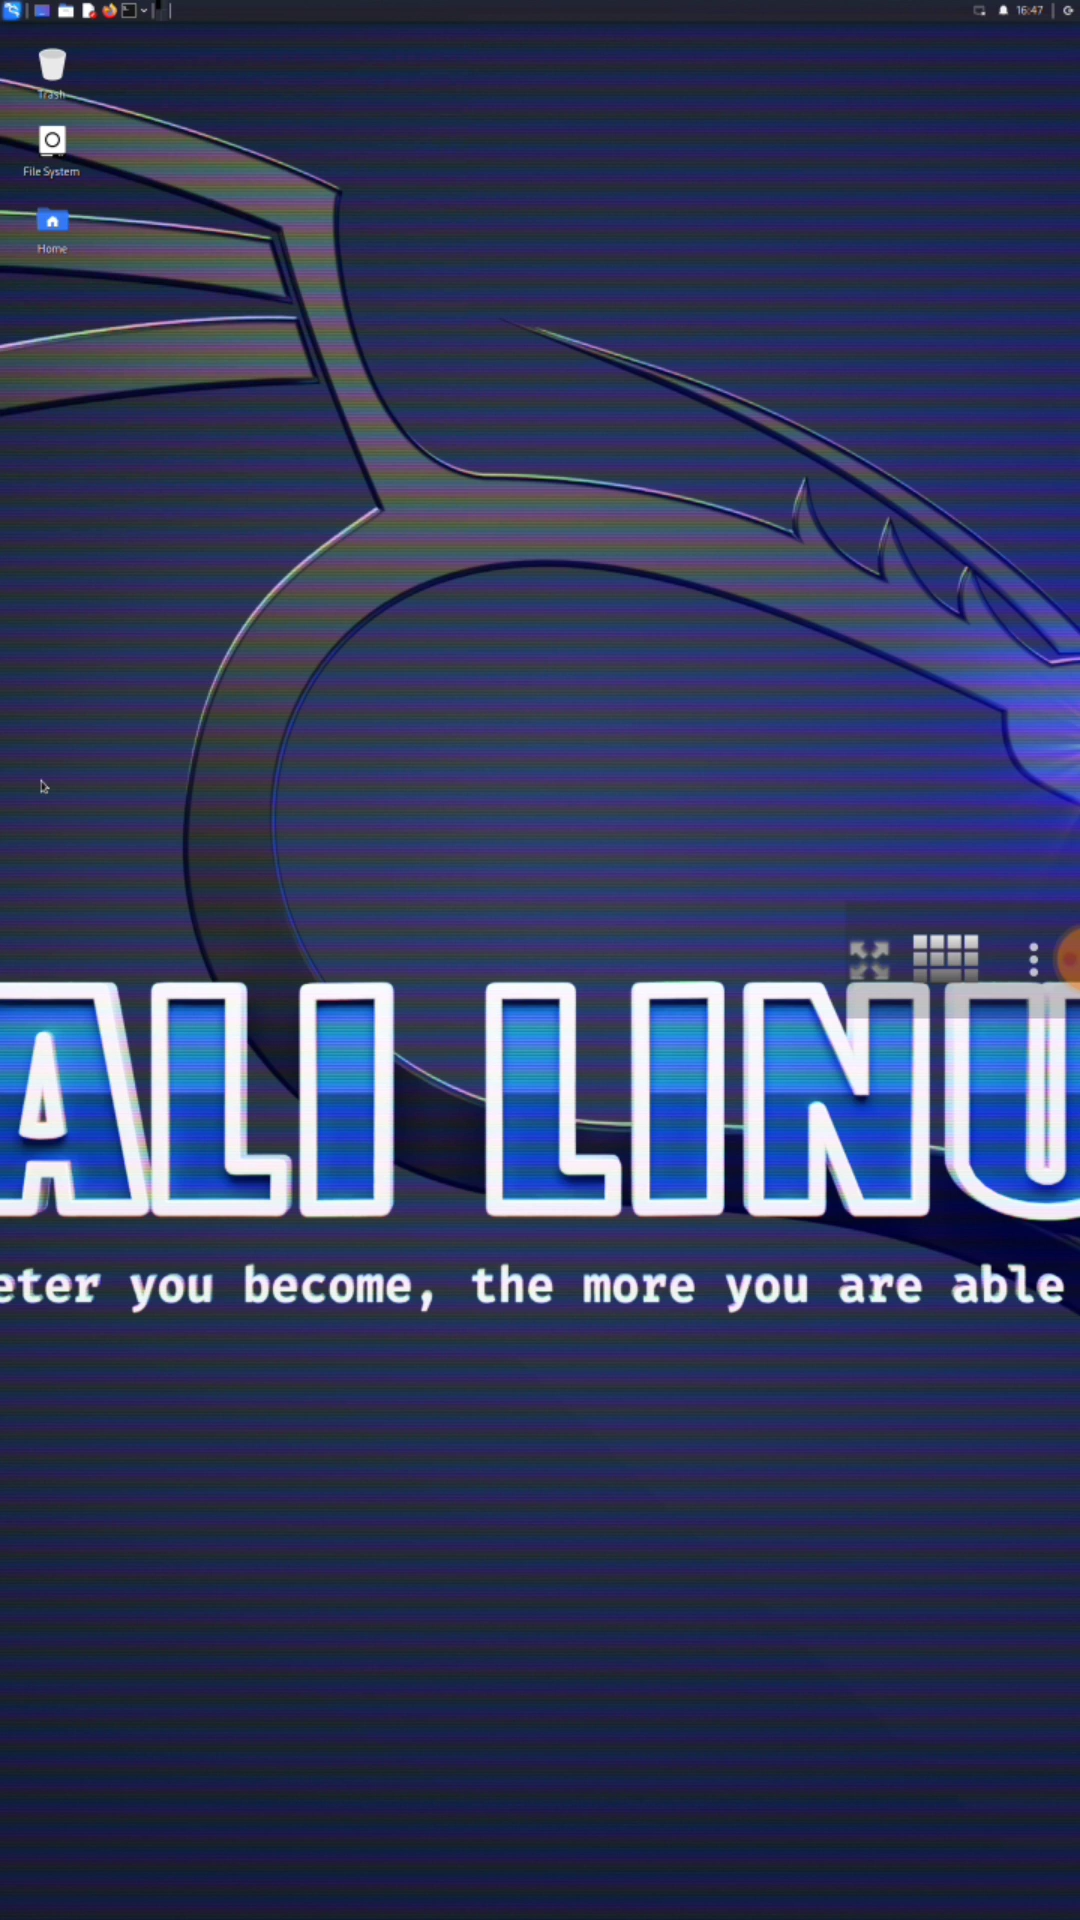 16:47
Trash
File System
Home
ALI LINU
eter you become, the more you are able